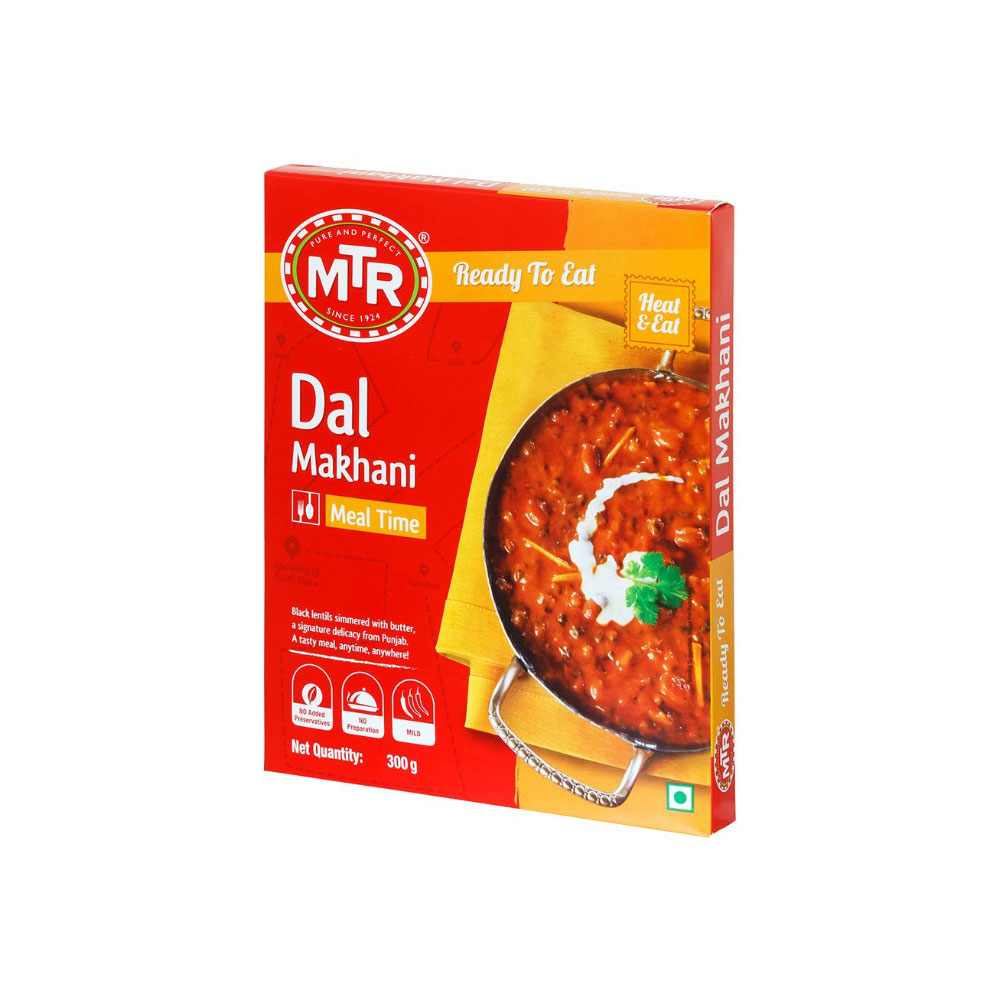 Dal Makhani
PURE AND PERFECT
MTR
SINCE 1924
®
Ready To Eat
Heat
& Eat
Dal
Makhani
Meal Time
Black lentils simmered with butter,
a signature delicacy from Punjab.
A tasty meal, anytime, anywhere!
NO Added
Preservatives
NO
Preparation
MILD
Net Quantity: 300 g
Dal Makhani
Ready To Eat
MTR